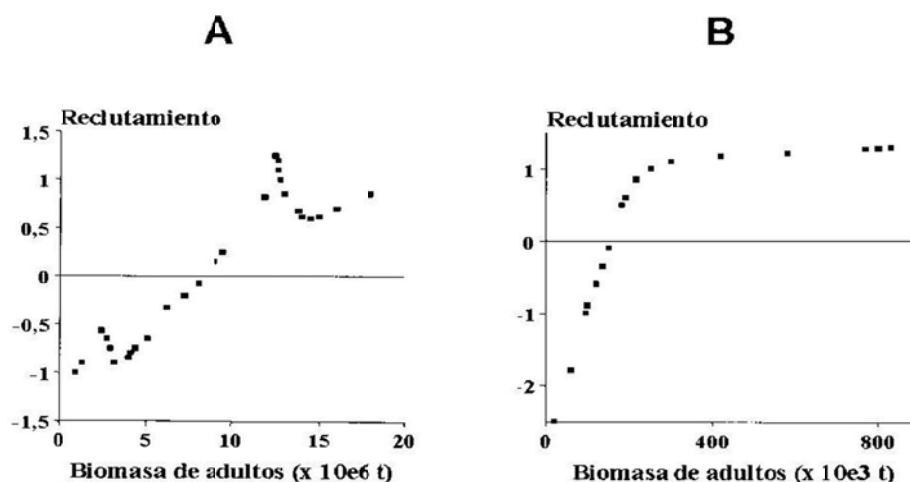 A
B
Reclutamiento
1,5
1
0,5
0
-0,5
-1
-1,5
0 5 10 15 20
Biomasa de adultos (x 10e6 t)
Reclutamiento
1
0
-1
-2
0 400 800
Biomasa de adultos (x 10e3 t)